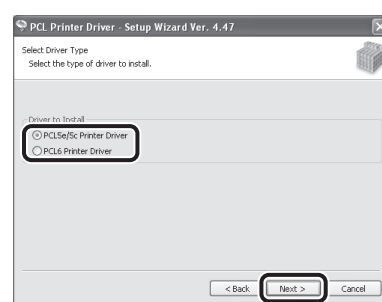 PCL Printer Driver - Setup Wizard Ver. 4.47
Select Driver Type
Select the type of driver to install.
Driver to Install
PCL5e/5c Printer Driver
PCL6 Printer Driver
< Back
Next >
Cancel